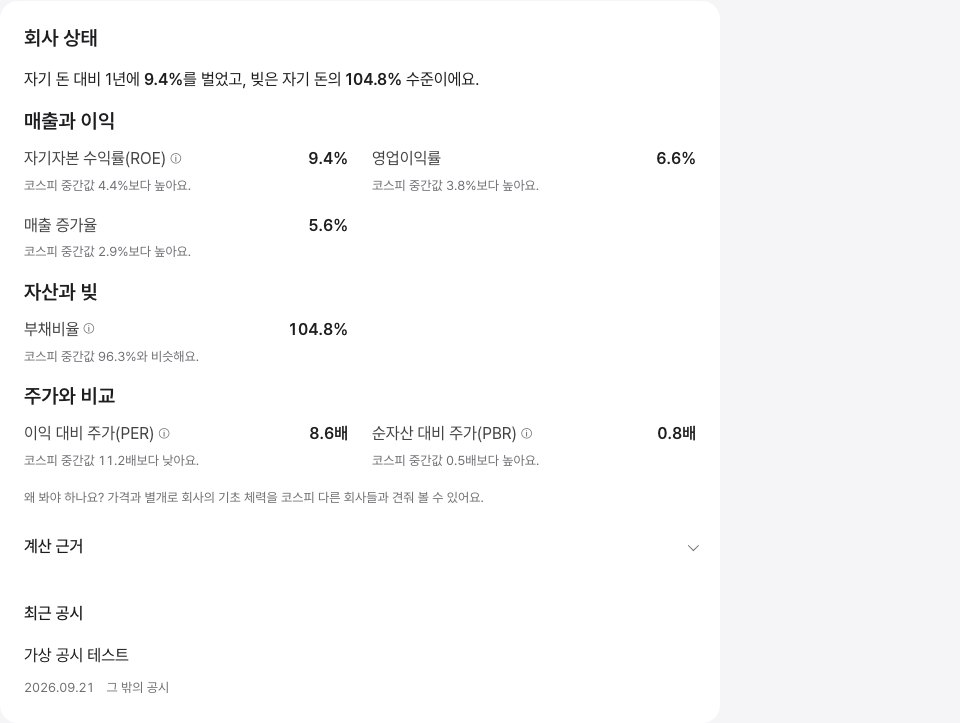 회사 상태
자기 돈 대비 1년에 9.4%를 벌었고, 빚은 자기 돈의 104.8% 수준이에요.
매출과 이익
자기자본 수익률(ROE) ⓘ 9.4%
코스피 중간값 4.4%보다 높아요.
영업이익률 6.6%
코스피 중간값 3.8%보다 높아요.
매출 증가율 5.6%
코스피 중간값 2.9%보다 높아요.
자산과 빚
부채비율 ⓘ 104.8%
코스피 중간값 96.3%와 비슷해요.
주가와 비교
이익 대비 주가(PER) ⓘ 8.6배
코스피 중간값 11.2배보다 낮아요.
순자산 대비 주가(PBR) ⓘ 0.8배
코스피 중간값 0.5배보다 높아요.
왜 봐야 하나요? 가격과 별개로 회사의 기초 체력을 코스피 다른 회사들과 견줘 볼 수 있어요.
계산 근거
최근 공시
가상 공시 테스트
2026.09.21 그 밖의 공시